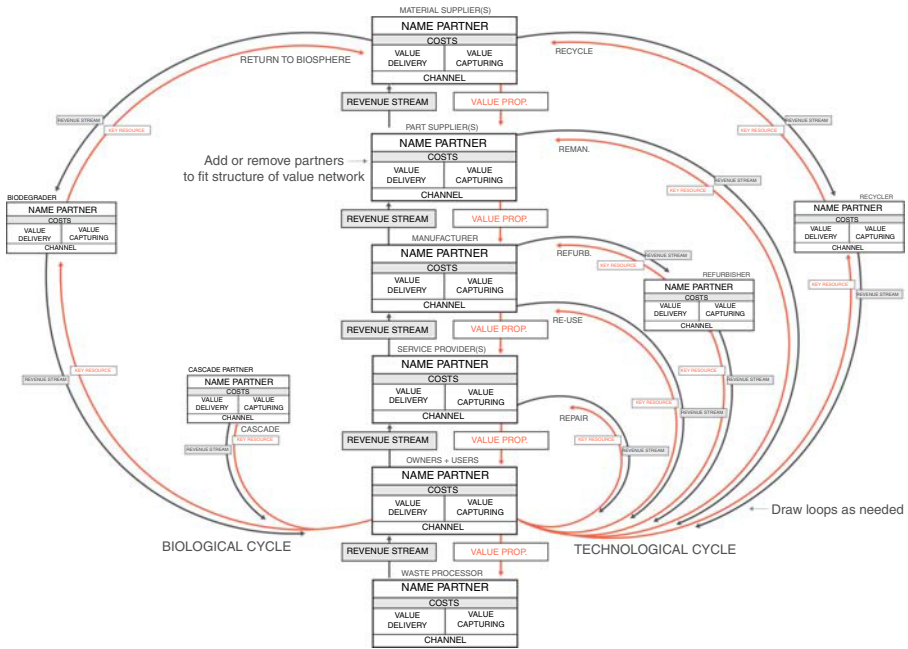 MATERIAL SUPPLIER(S)
NAME PARTNER
COSTS
VALUE DELIVERY
VALUE CAPTURING
CHANNEL
RETURN TO BIOSPHERE
RECYCLE
REVENUE STREAM
VALUE PROP.
REVENUE STREAM
KEY RESOURCE
REVENUE STREAM
KEY RESOURCE
PART SUPPLIER(S)
NAME PARTNER
COSTS
VALUE DELIVERY
VALUE CAPTURING
CHANNEL
REMAN.
Add or remove partners
to fit structure of value network
REVENUE STREAM
KEY RESOURCE
BIODEGRADER
NAME PARTNER
COSTS
VALUE DELIVERY
VALUE CAPTURING
CHANNEL
RECYCLER
NAME PARTNER
COSTS
VALUE DELIVERY
VALUE CAPTURING
CHANNEL
REVENUE STREAM
VALUE PROP.
MANUFACTURER
NAME PARTNER
COSTS
VALUE DELIVERY
VALUE CAPTURING
CHANNEL
REFURB.
REVENUE STREAM
KEY RESOURCE
REFURBISHER
NAME PARTNER
COSTS
VALUE DELIVERY
VALUE CAPTURING
CHANNEL
KEY RESOURCE
REVENUE STREAM
RE-USE
REVENUE STREAM
VALUE PROP.
SERVICE PROVIDER(S)
NAME PARTNER
COSTS
VALUE DELIVERY
VALUE CAPTURING
CHANNEL
KEY RESOURCE
REVENUE STREAM
KEY RESOURCE
REVENUE STREAM
KEY RESOURCE
REVENUE STREAM
CASCADE PARTNER
NAME PARTNER
COSTS
VALUE DELIVERY
VALUE CAPTURING
CHANNEL
CASCADE
KEY RESOURCE
REVENUE STREAM
REPAIR
KEY RESOURCE
REVENUE STREAM
REVENUE STREAM
VALUE PROP.
OWNERS + USERS
NAME PARTNER
COSTS
VALUE DELIVERY
VALUE CAPTURING
CHANNEL
Draw loops as needed
BIOLOGICAL CYCLE
TECHNOLOGICAL CYCLE
REVENUE STREAM
VALUE PROP.
WASTE PROCESSOR
NAME PARTNER
COSTS
VALUE DELIVERY
VALUE CAPTURING
CHANNEL